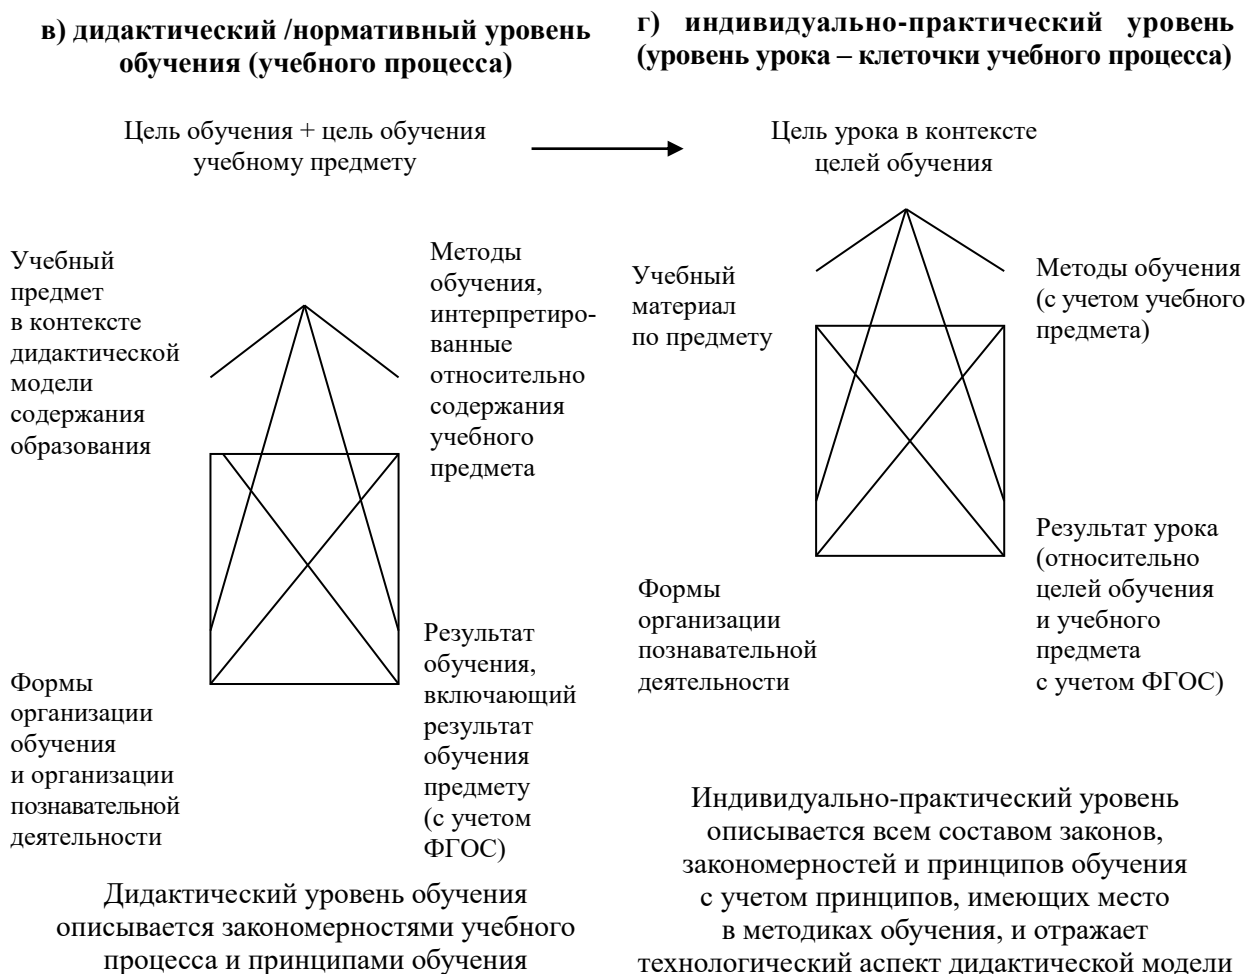 в) дидактический /нормативный уровень
обучения (учебного процесса)
Цель обучения + цель обучения
учебному предмету
Учебный
предмет
в контексте
дидактической
модели
содержания
образования
Методы
обучения,
интерпретиро-
ванные
относительно
содержания
учебного
предмета
Формы
организации
обучения
и организации
познавательной
деятельности
Результат
обучения,
включающий
результат
обучения
предмету
(с учетом
ФГОС)
Дидактический уровень обучения
описывается закономерностями учебного
процесса и принципами обучения
г) индивидуально-практический уровень
(уровень урока – клеточки учебного процесса)
Цель урока в контексте
целей обучения
Учебный
материал
по предмету
Методы обучения
(с учетом учебного
предмета)
Формы
организации
познавательной
деятельности
Результат урока
(относительно
целей обучения
и учебного
предмета
с учетом ФГОС)
Индивидуально-практический уровень
описывается всем составом законов,
закономерностей и принципов обучения
с учетом принципов, имеющих место
в методиках обучения, и отражает
технологический аспект дидактической модели